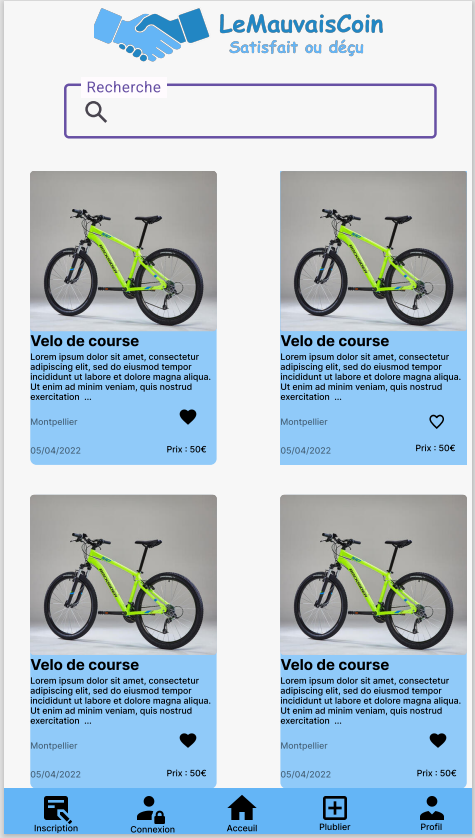 LeMauvaisCoin
Satisfait ou déçu
Recherche
Velo de course
Lorem ipsum dolor sit amet, consectetur
adipiscing elit, sed do eiusmod tempor
incididunt ut labore et dolore magna aliqua.
Ut enim ad minim veniam, quis nostrud
exercitation ...
Montpellier
05/04/2022
Prix : 50€
Velo de course
Lorem ipsum dolor sit amet, consectetur
adipiscing elit, sed do eiusmod tempor
incididunt ut labore et dolore magna aliqua.
Ut enim ad minim veniam, quis nostrud
exercitation ...
Montpellier
05/04/2022
Prix : 50€
Velo de course
Lorem ipsum dolor sit amet, consectetur
adipiscing elit, sed do eiusmod tempor
incididunt ut labore et dolore magna aliqua.
Ut enim ad minim veniam, quis nostrud
exercitation ...
Montpellier
05/04/2022
Prix : 50€
Velo de course
Lorem ipsum dolor sit amet, consectetur
adipiscing elit, sed do eiusmod tempor
incididunt ut labore et dolore magna aliqua.
Ut enim ad minim veniam, quis nostrud
exercitation ...
Montpellier
05/04/2022
Prix : 50€
Inscription
Connexion
Acceuil
Plublier
Profil